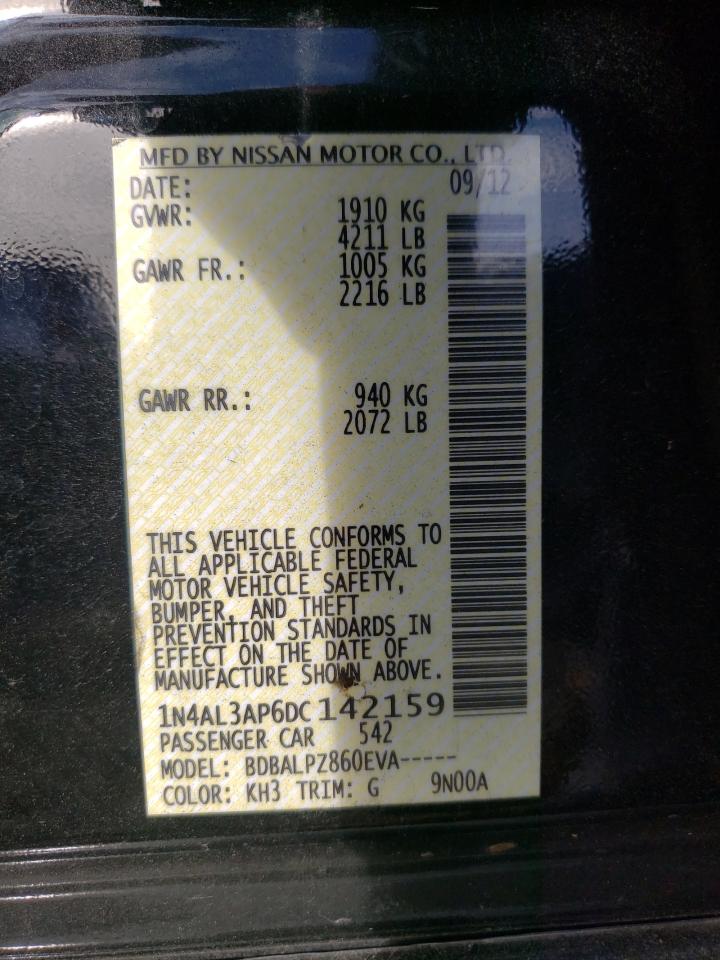 MFD BY NISSAN MOTOR CO., LTD.
DATE: 09/12
GVWR: 1910 KG
4211 LB
GAWR FR.: 1005 KG
2216 LB
GAWR RR.: 940 KG
2072 LB
THIS VEHICLE CONFORMS TO
ALL APPLICABLE FEDERAL
MOTOR VEHICLE SAFETY,
BUMPER, AND THEFT
PREVENTION STANDARDS IN
EFFECT ON THE DATE OF
MANUFACTURE SHOWN ABOVE.
1N4AL3AP6DC142159
PASSENGER CAR 542
MODEL: BDBALPZ860EVA-----
COLOR: KH3 TRIM: G 9N00A